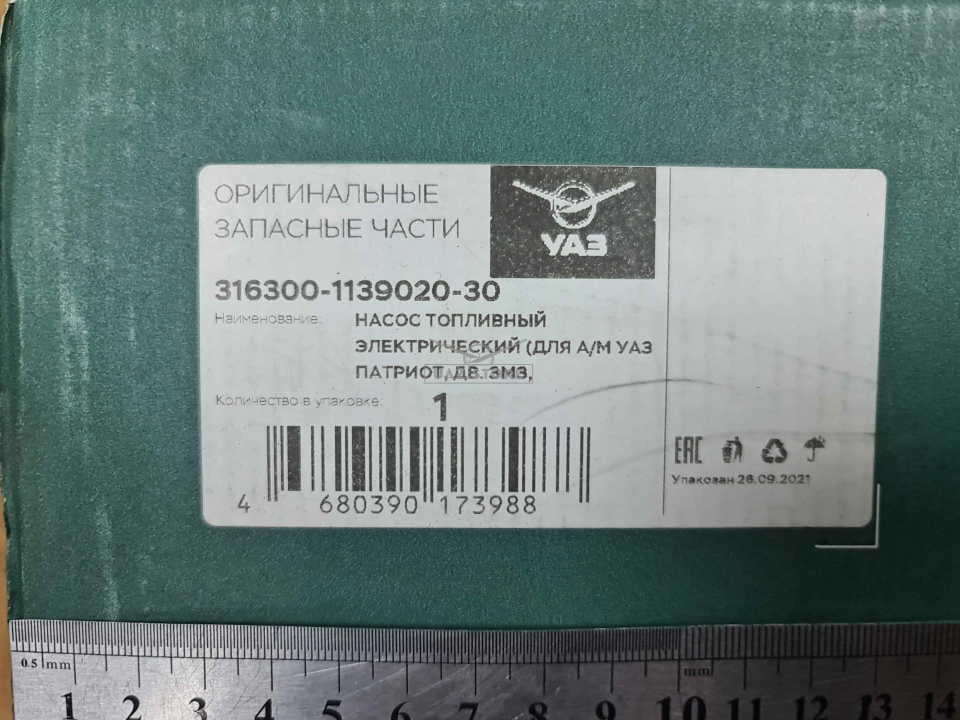 ОРИГИНАЛЬНЫЕ
ЗАПАСНЫЕ ЧАСТИ
УАЗ
316300-1139020-30
Наименование: НАСОС ТОПЛИВНЫЙ
ЭЛЕКТРИЧЕСКИЙ (ДЛЯ А/М УАЗ
ПАТРИОТ, ДВ. ЗМЗ,
Количество в упаковке: 1
4 680390 173988
EAC
Упакован 28.09.2021
0.5 mm
mm
1 2 3 4 5 6 7 8 9 10 11 12 13 14